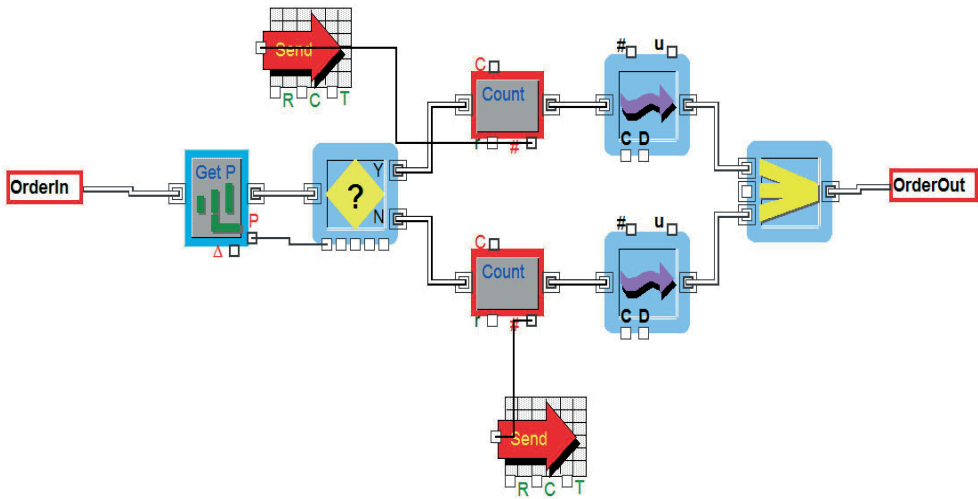 Send
R C T
# u
C
Count
r #
C D
Get P
Y
OrderIn
?
P
N
OrderOut
Δ
C
# u
Count
r #
C D
Send
R C T